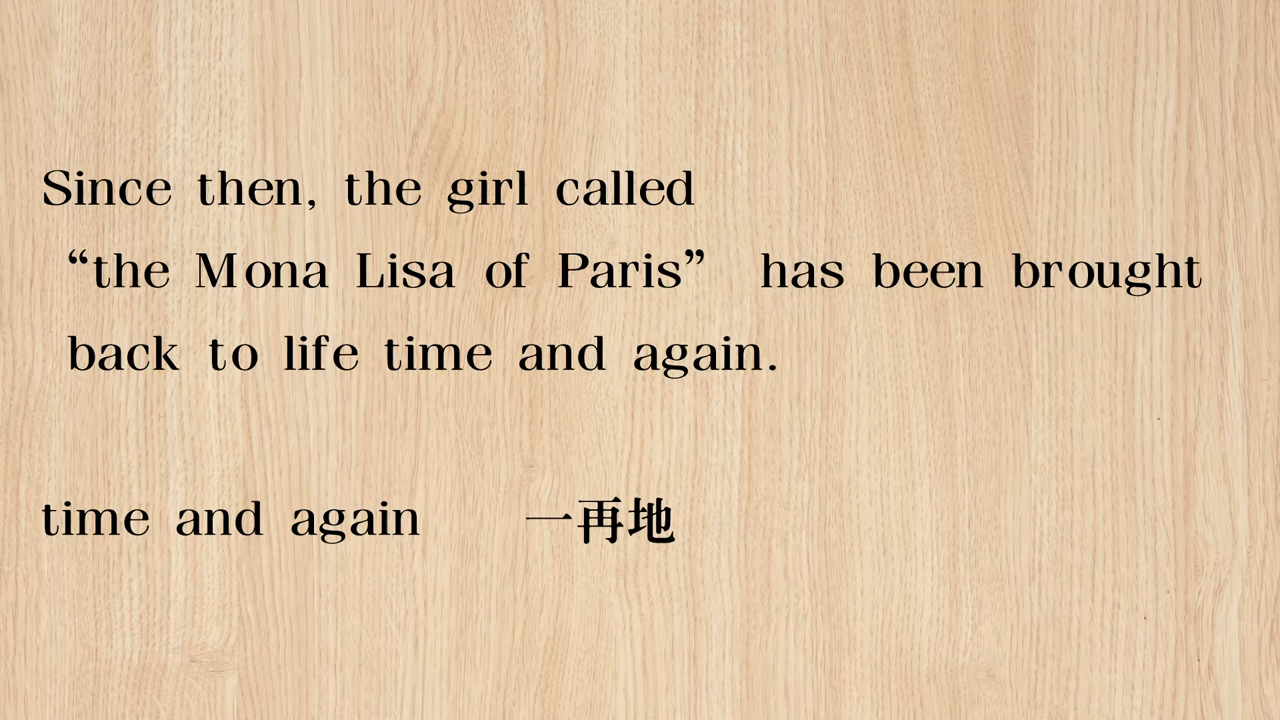 Since then, the girl called
“the Mona Lisa of Paris” has been brought
back to life time and again.
time and again 一再地